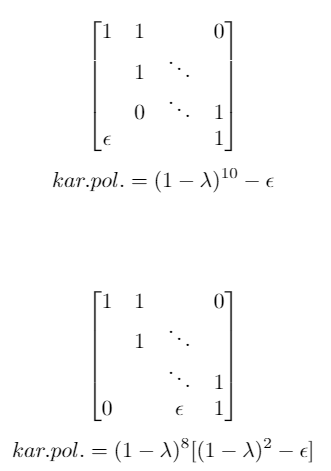 1 1 0
1 ⋱
0 ⋱ 1
ϵ 1
kar.pol. = (1 − λ)^{10} − ϵ
1 1 0
1 ⋱
⋱ 1
0 ϵ 1
kar.pol. = (1 − λ)^8[(1 − λ)^2 − ϵ]